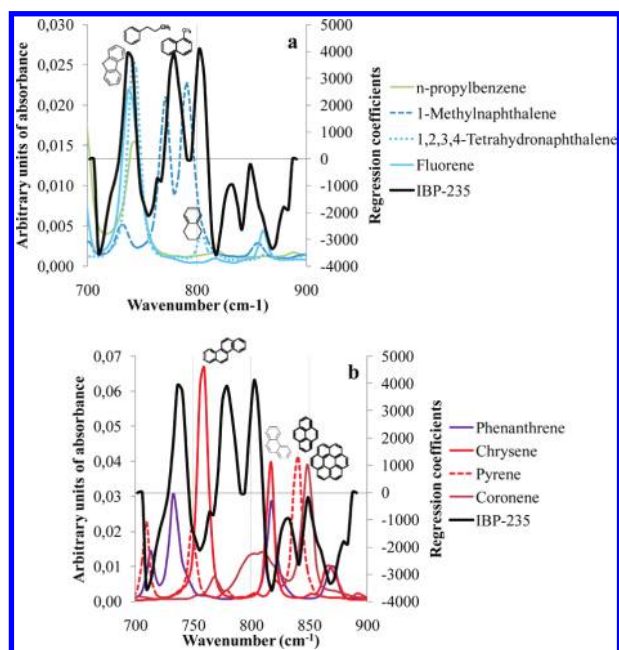 CH₃
CH₃
a
0,030
0,025
0,020
0,015
0,010
0,005
0,000
Arbitrary units of absorbance
5000
4000
3000
2000
1000
0
-1000
-2000
-3000
-4000
Regression coefficients
700
800
900
Wavenumber (cm-1)
n-propylbenzene
1-Methylnaphthalene
1,2,3,4-Tetrahydronaphthalene
Fluorene
IBP-235
b
0,07
0,06
0,05
0,04
0,03
0,02
0,01
0,00
Arbitrary units of absorbance
5000
4000
3000
2000
1000
0
-1000
-2000
-3000
-4000
Regression coefficients
700
750
800
850
900
Wavenumber (cm⁻¹)
Phenanthrene
Chrysene
Pyrene
Coronene
IBP-235